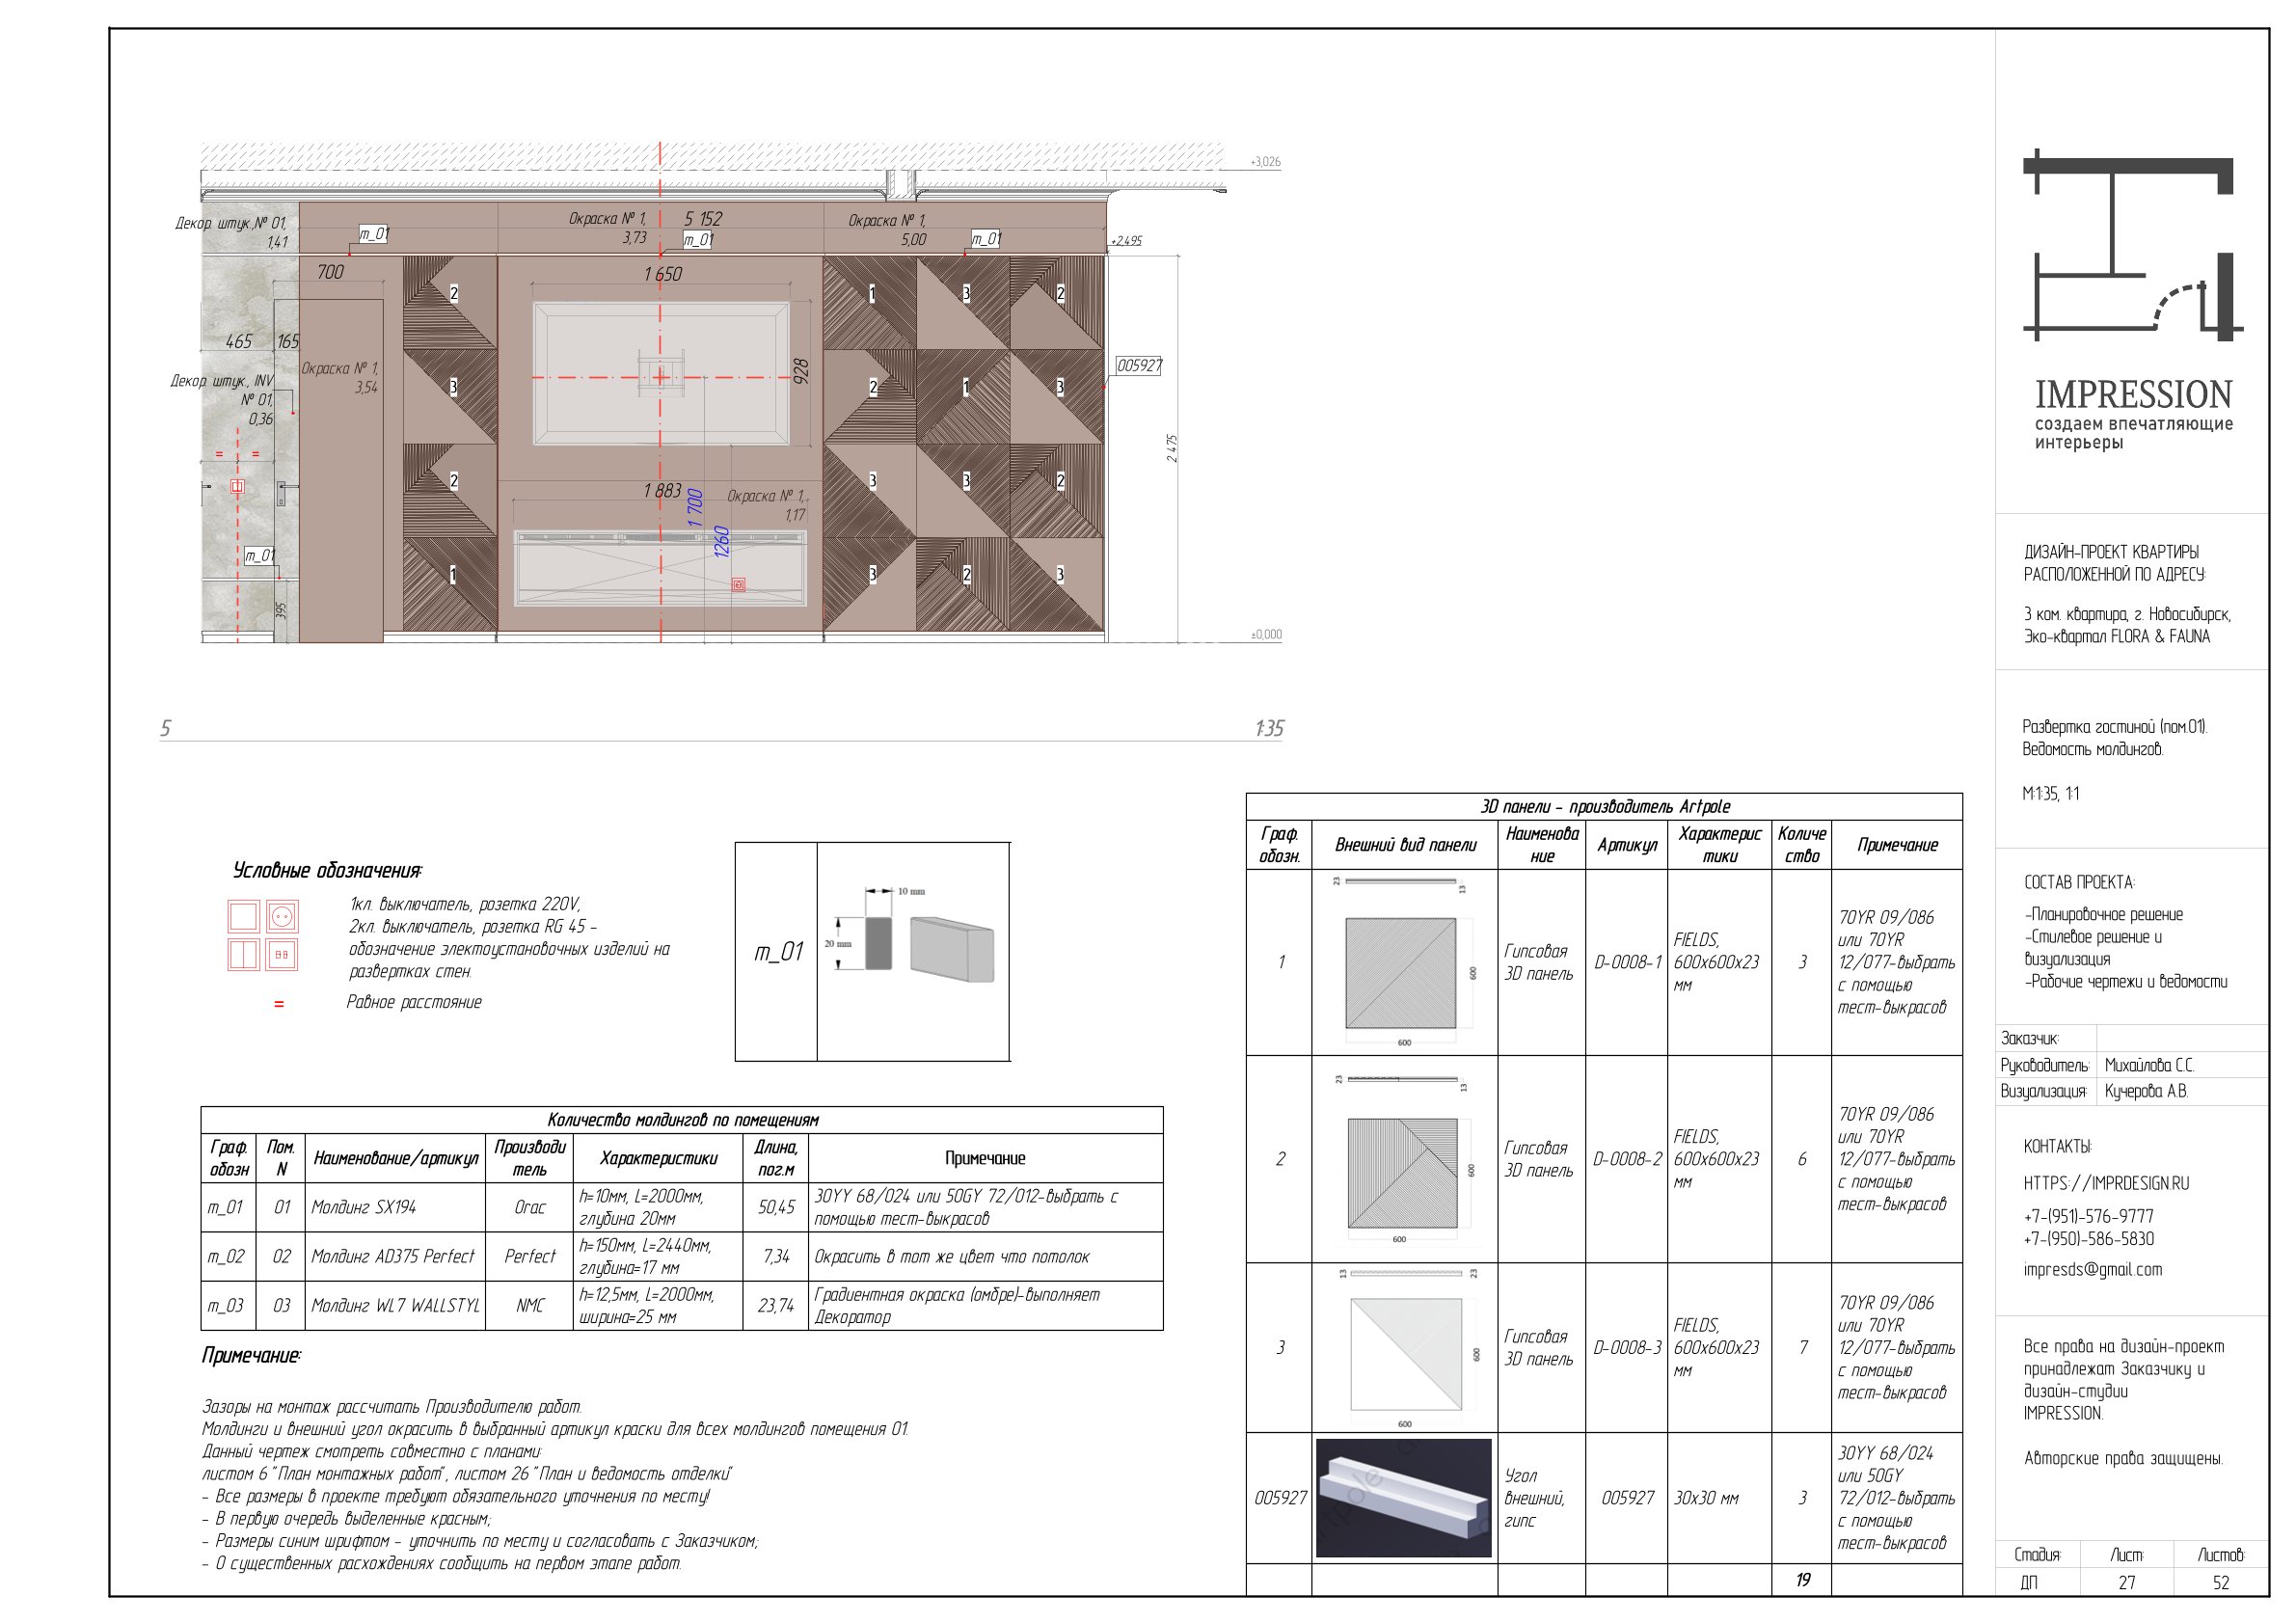 +3,026
Декор. штук.,№ 01,
1,41
m_01
Окраска № 1,
3,73
5 152
m_01
Окраска № 1,
5,00
m_01
+2,495
700
1 650
2
1
3
2
465
165
Окраска № 1,
3,54
928
005927
Декор. штук., INV
№ 01,
0,36
3
2
1
3
=
=
2 475
2
1 883
1 700
Окраска № 1,
1,17
3
3
2
1260
m_01
395
1
3
2
3
±0,000
5
1:35
Условные обозначения:
1кл. выключатель, розетка 220V,
2кл. выключатель, розетка RG 45 -
обозначение электоустановочных изделий на
развертках стен.
=
Равное расстояние
m_01
10 mm
20 mm
Количество молдингов по помещениям
Граф. обозн
Пом. N
Наименование/артикул
Производи тель
Характеристики
Длина, пог.м
Примечание
m_01
01
Молдинг SX194
Orac
h=10мм, L=2000мм,
глубина 20мм
50,45
30YY 68/024 или 50GY 72/012-выбрать с
помощью тест-выкрасов
m_02
02
Молдинг AD375 Perfect
Perfect
h=150мм, L=2440мм,
глубина=17 мм
7,34
Окрасить в тот же цвет что потолок
m_03
03
Молдинг WL7 WALLSTYL
NMC
h=12,5мм, L=2000мм,
ширина=25 мм
23,74
Градиентная окраска (омбре)-выполняет
Декоратор
Примечание:
Зазоры на монтаж рассчитать Производителю работ.
Молдинги и внешний угол окрасить в выбранный артикул краски для всех молдингов помещения 01.
Данный чертеж смотреть совместно с планами:
листом 6 "План монтажных работ", листом 26 "План и ведомость отделки"
- Все размеры в проекте требуют обязательного уточнения по месту!
- В первую очередь выделенные красным;
- Размеры синим шрифтом - уточнить по месту и согласовать с Заказчиком;
- О существенных расхождениях сообщить на первом этапе работ.
3D панели - производитель Artpole
Граф. обозн.
Внешний вид панели
Наименова ние
Артикул
Характерис тики
Количе ство
Примечание
1
23
13
600
600
Гипсовая
3D панель
D-0008-1
FIELDS,
600х600х23
мм
3
70YR 09/086
или 70YR
12/077-выбрать
с помощью
тест-выкрасов
2
23
13
600
600
Гипсовая
3D панель
D-0008-2
FIELDS,
600х600х23
мм
6
70YR 09/086
или 70YR
12/077-выбрать
с помощью
тест-выкрасов
3
13
23
600
600
Гипсовая
3D панель
D-0008-3
FIELDS,
600х600х23
мм
7
70YR 09/086
или 70YR
12/077-выбрать
с помощью
тест-выкрасов
005927
Угол
внешний,
гипс
005927
30х30 мм
3
30YY 68/024
или 50GY
72/012-выбрать
с помощью
тест-выкрасов
19
IMPRESSION
создаем впечатляющие
интерьеры
ДИЗАЙН-ПРОЕКТ КВАРТИРЫ
РАСПОЛОЖЕННОЙ ПО АДРЕСУ:
3 ком. квартира, г. Новосибирск,
Эко-квартал FLORA & FAUNA
Развертка гостиной (пом.01).
Ведомость молдингов.
М:1:35, 1:1
СОСТАВ ПРОЕКТА:
-Планировочное решение
-Стилевое решение и
визуализация
-Рабочие чертежи и ведомости
Заказчик:
Руководитель: Михайлова С.С.
Визуализация: Кучерова А.В.
КОНТАКТЫ:
HTTPS://IMPRDESIGN.RU
+7-(951)-576-9777
+7-(950)-586-5830
impresds@gmail.com
Все права на дизайн-проект
принадлежат Заказчику и
дизайн-студии
IMPRESSION.
Авторские права защищены.
Стадия: Лист: Листов:
ДП 27 52